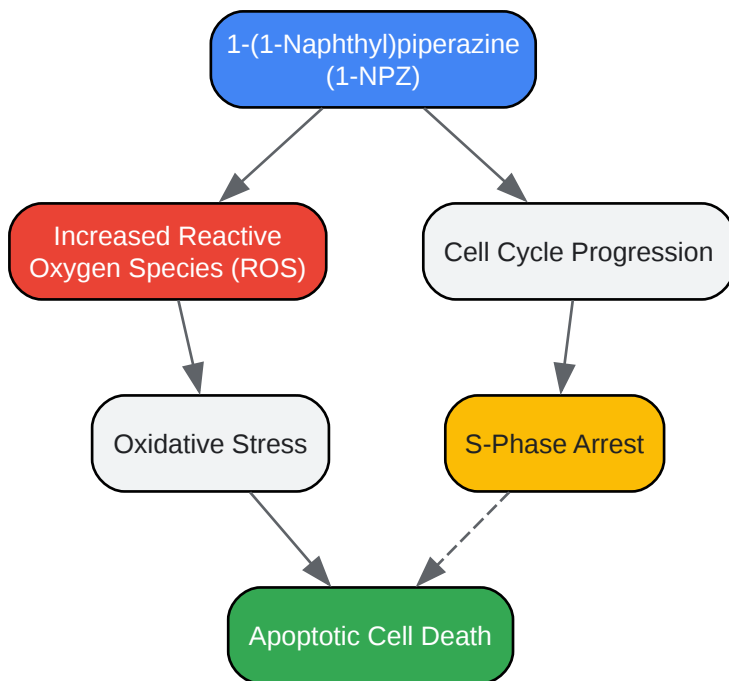 1-(1-Naphthyl)piperazine
(1-NPZ)
Increased Reactive
Oxygen Species (ROS)
Cell Cycle Progression
Oxidative Stress
S-Phase Arrest
Apoptotic Cell Death